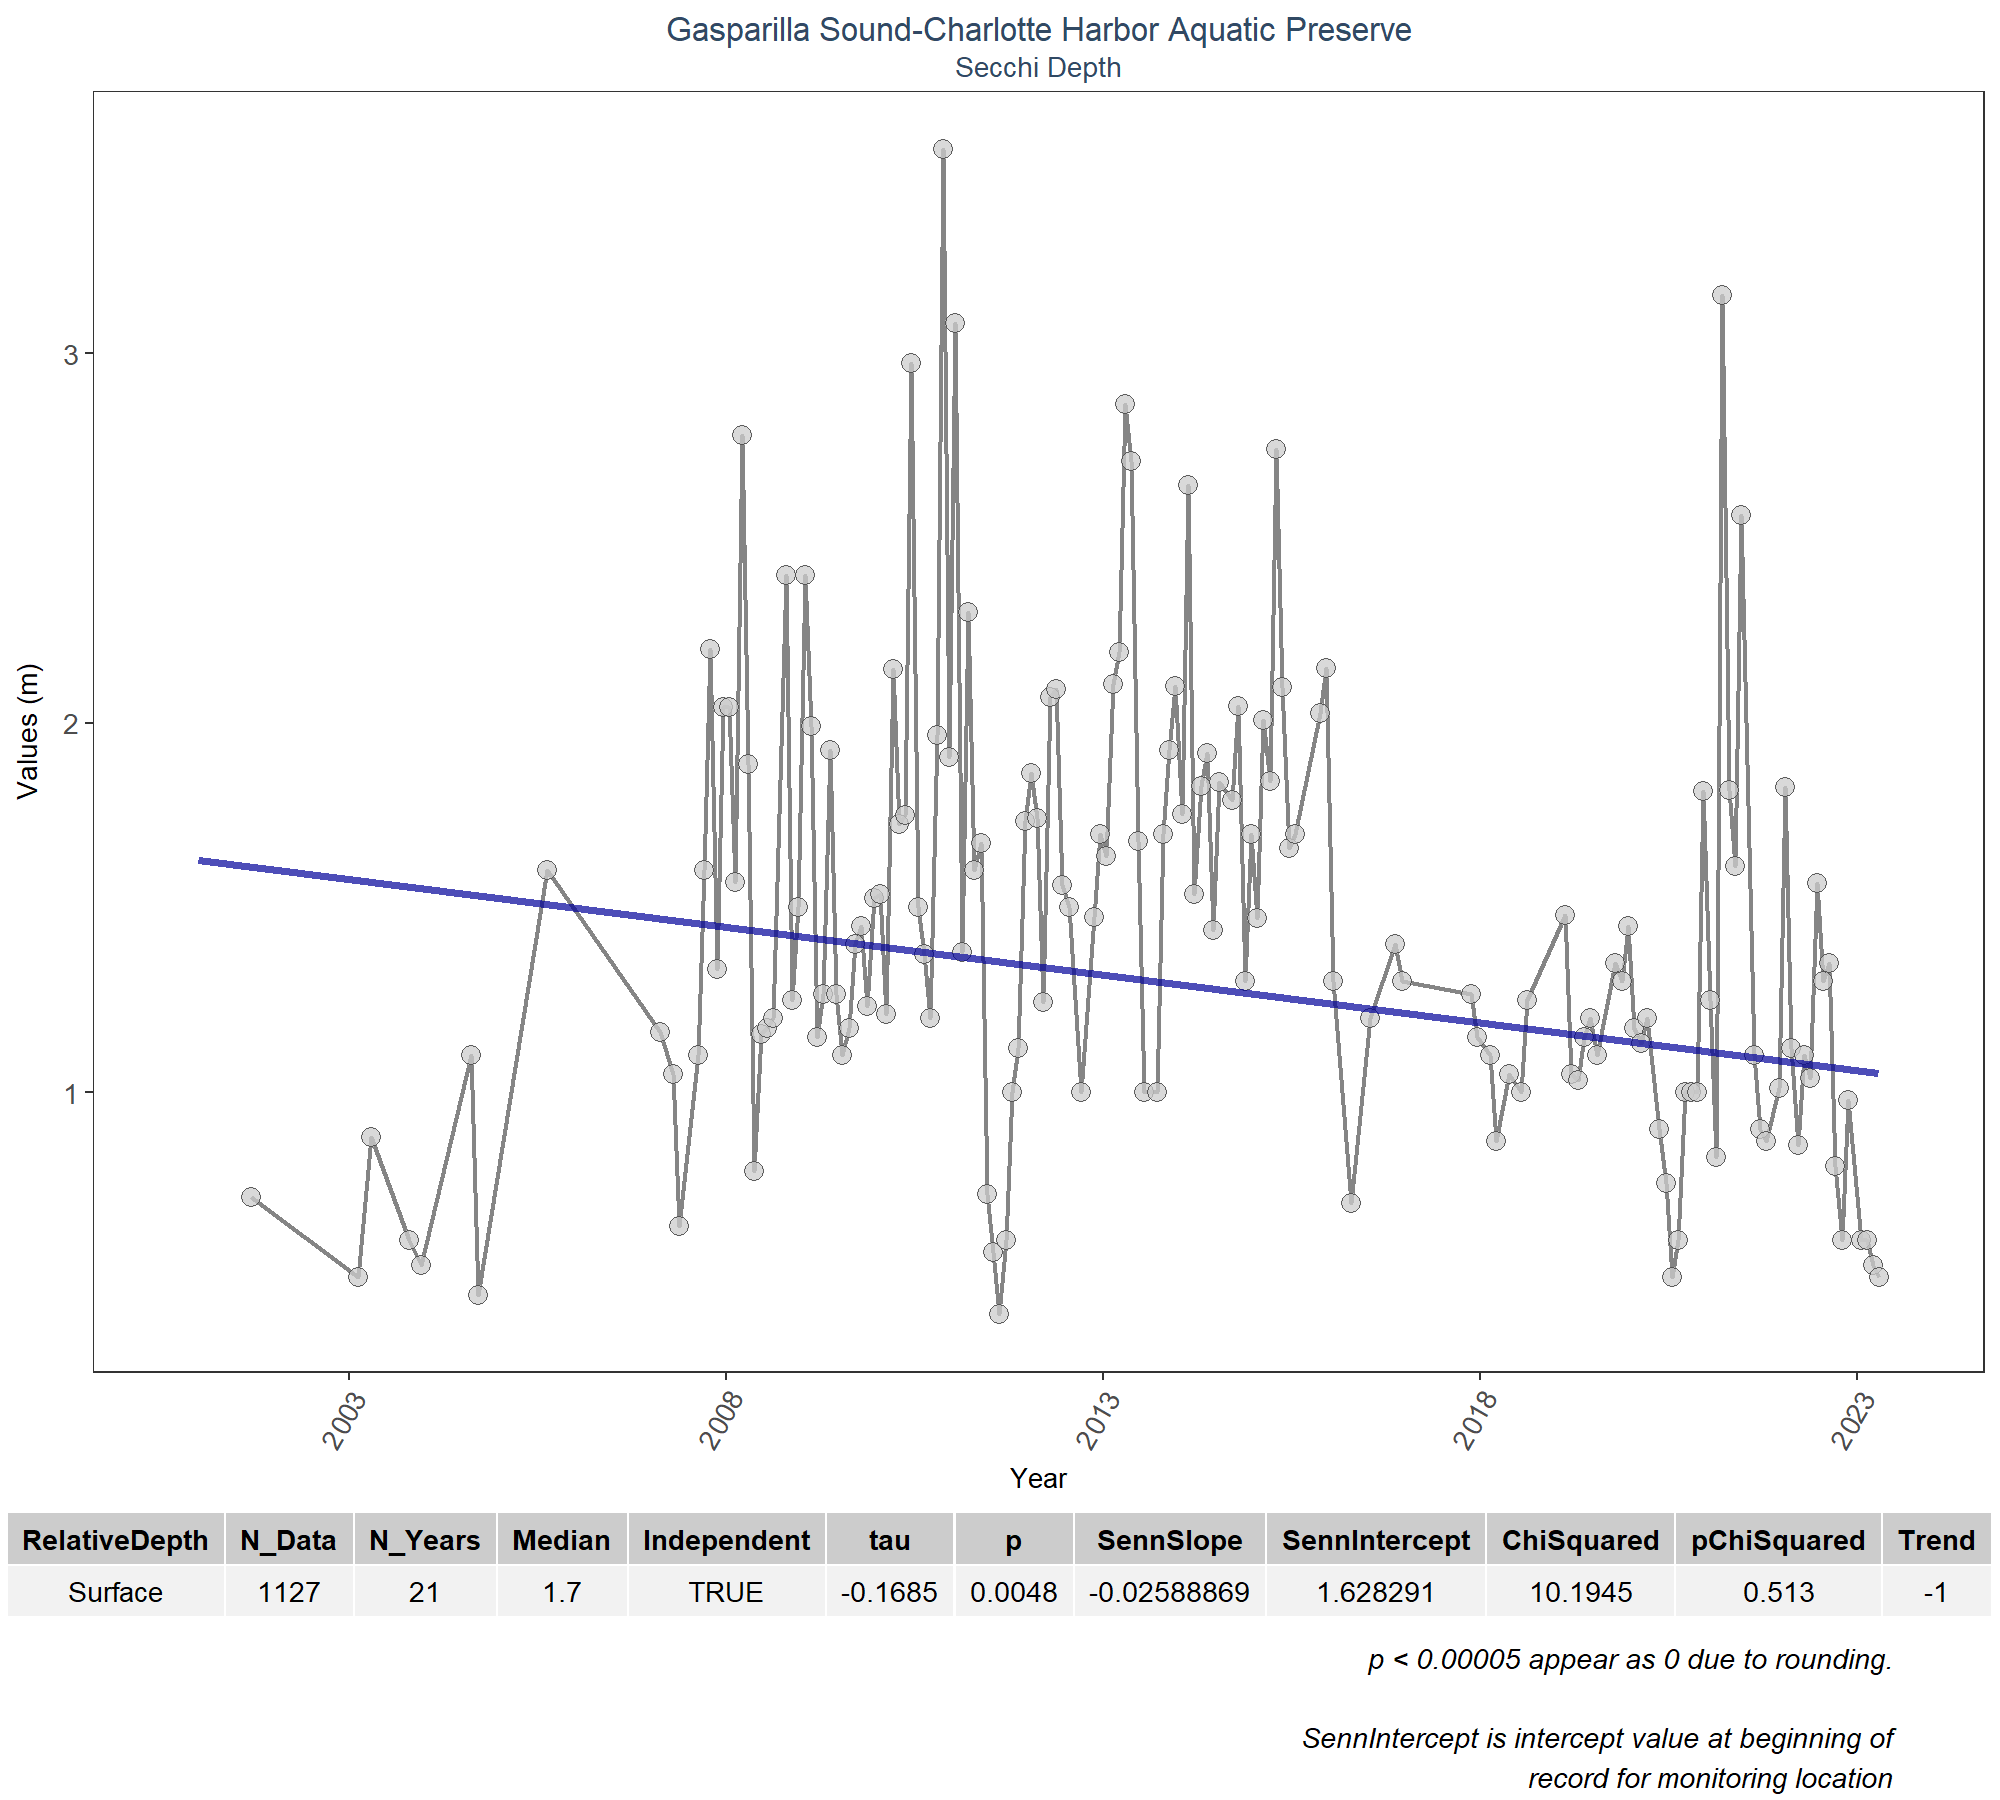 Gasparilla Sound-Charlotte Harbor Aquatic Preserve
Secchi Depth
Values (m)
3
2
1
2003 2008 2013 2018 2023
Year
RelativeDepth N_Data N_Years Median Independent tau p SennSlope SennIntercept ChiSquared pChiSquared Trend
Surface 1127 21 1.7 TRUE -0.1685 0.0048 -0.02588869 1.628291 10.1945 0.513 -1
p < 0.00005 appear as 0 due to rounding.
SennIntercept is intercept value at beginning of
record for monitoring location